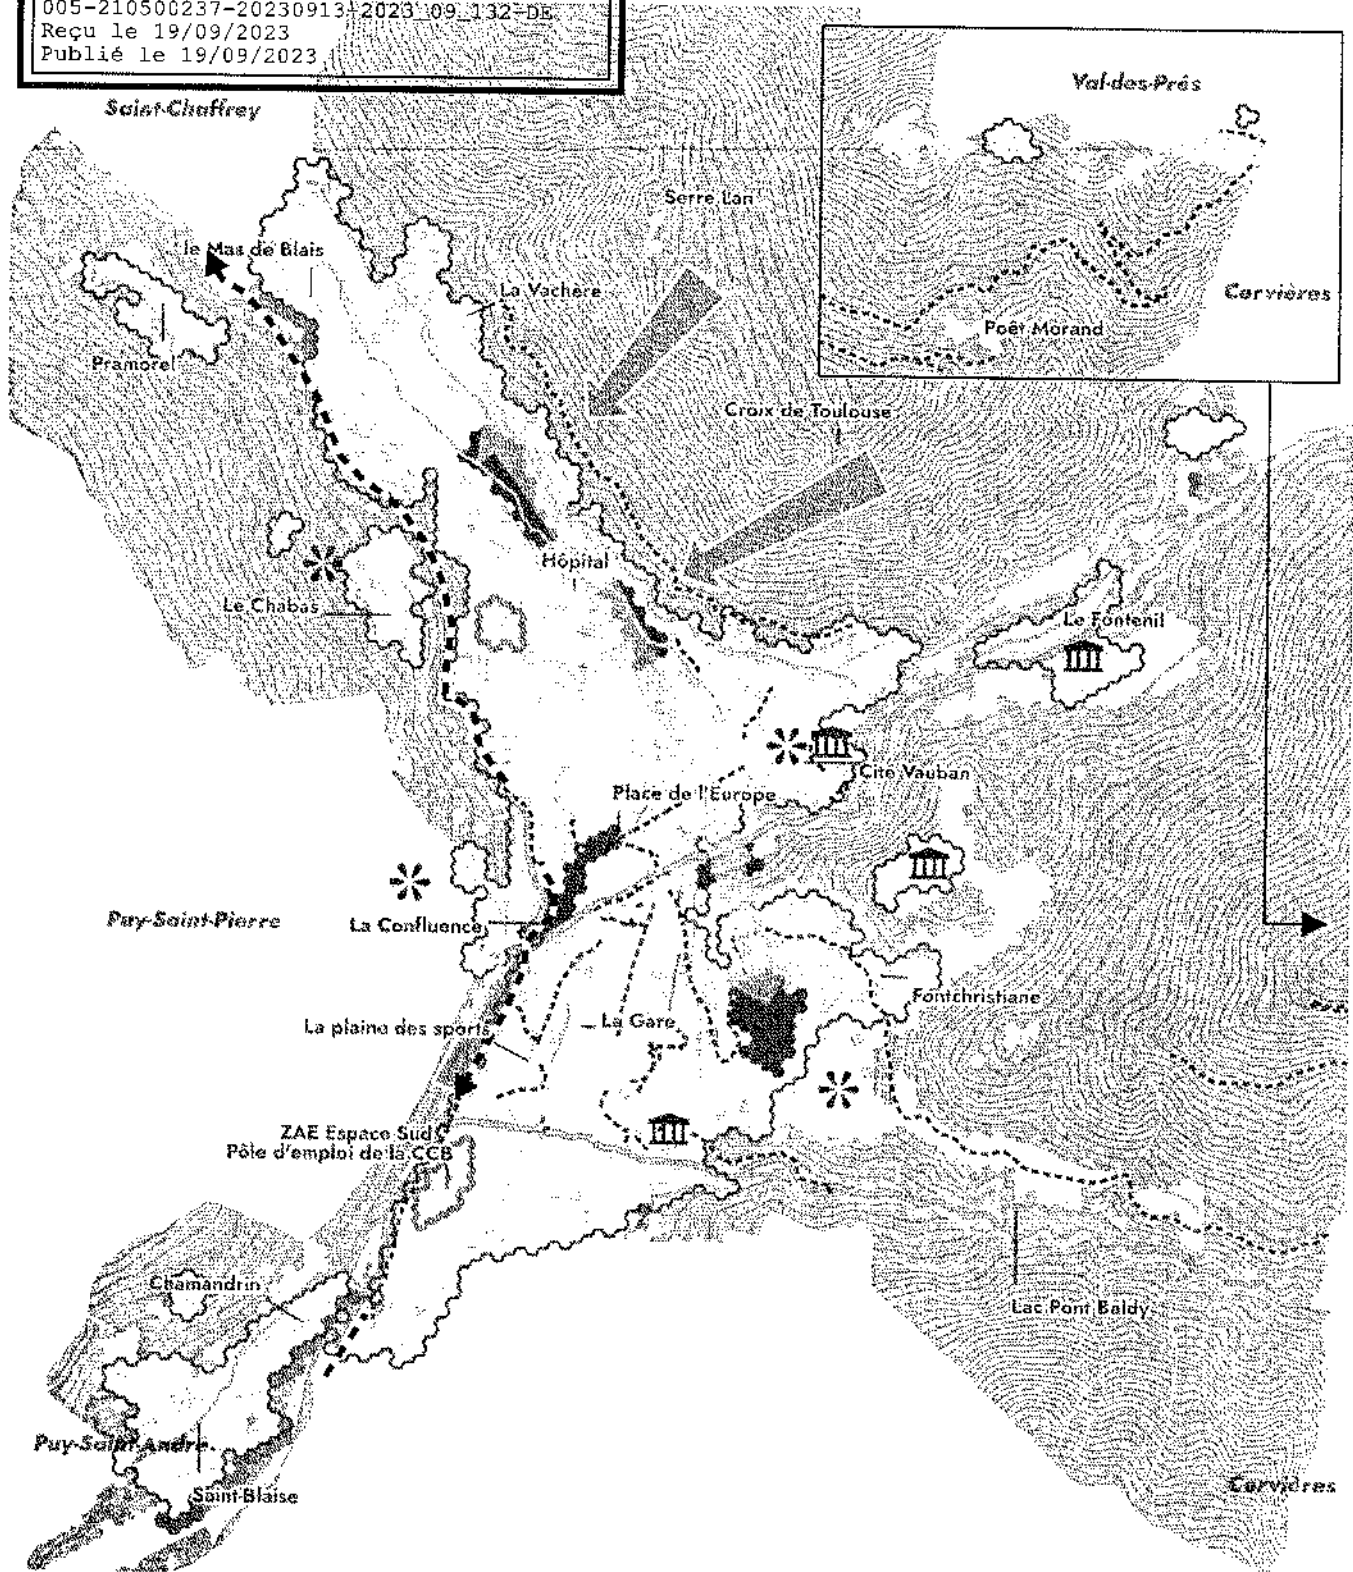 005-210500237-20230913-2023_09_132-DE
Reçu le 19/09/2023
Publié le 19/09/2023
Saint-Chaffrey
Val-des-Prés
Serre Lan
le Mas de Blais
La Vachère
Cervières
Poët Morand
Pramorel
Croix de Toulouse
Hôpital
Le Chabas
Le Fontenil
Cité Vauban
Place de l'Europe
Puy-Saint-Pierre
La Confluence
Fontchristiane
La plaine des sports
La Gare
ZAE Espace Sud
Pôle d'emploi de la CCB
Chamandrin
Lac Pont Baldy
Puy-Saint-André
Saint-Blaise
Cervières